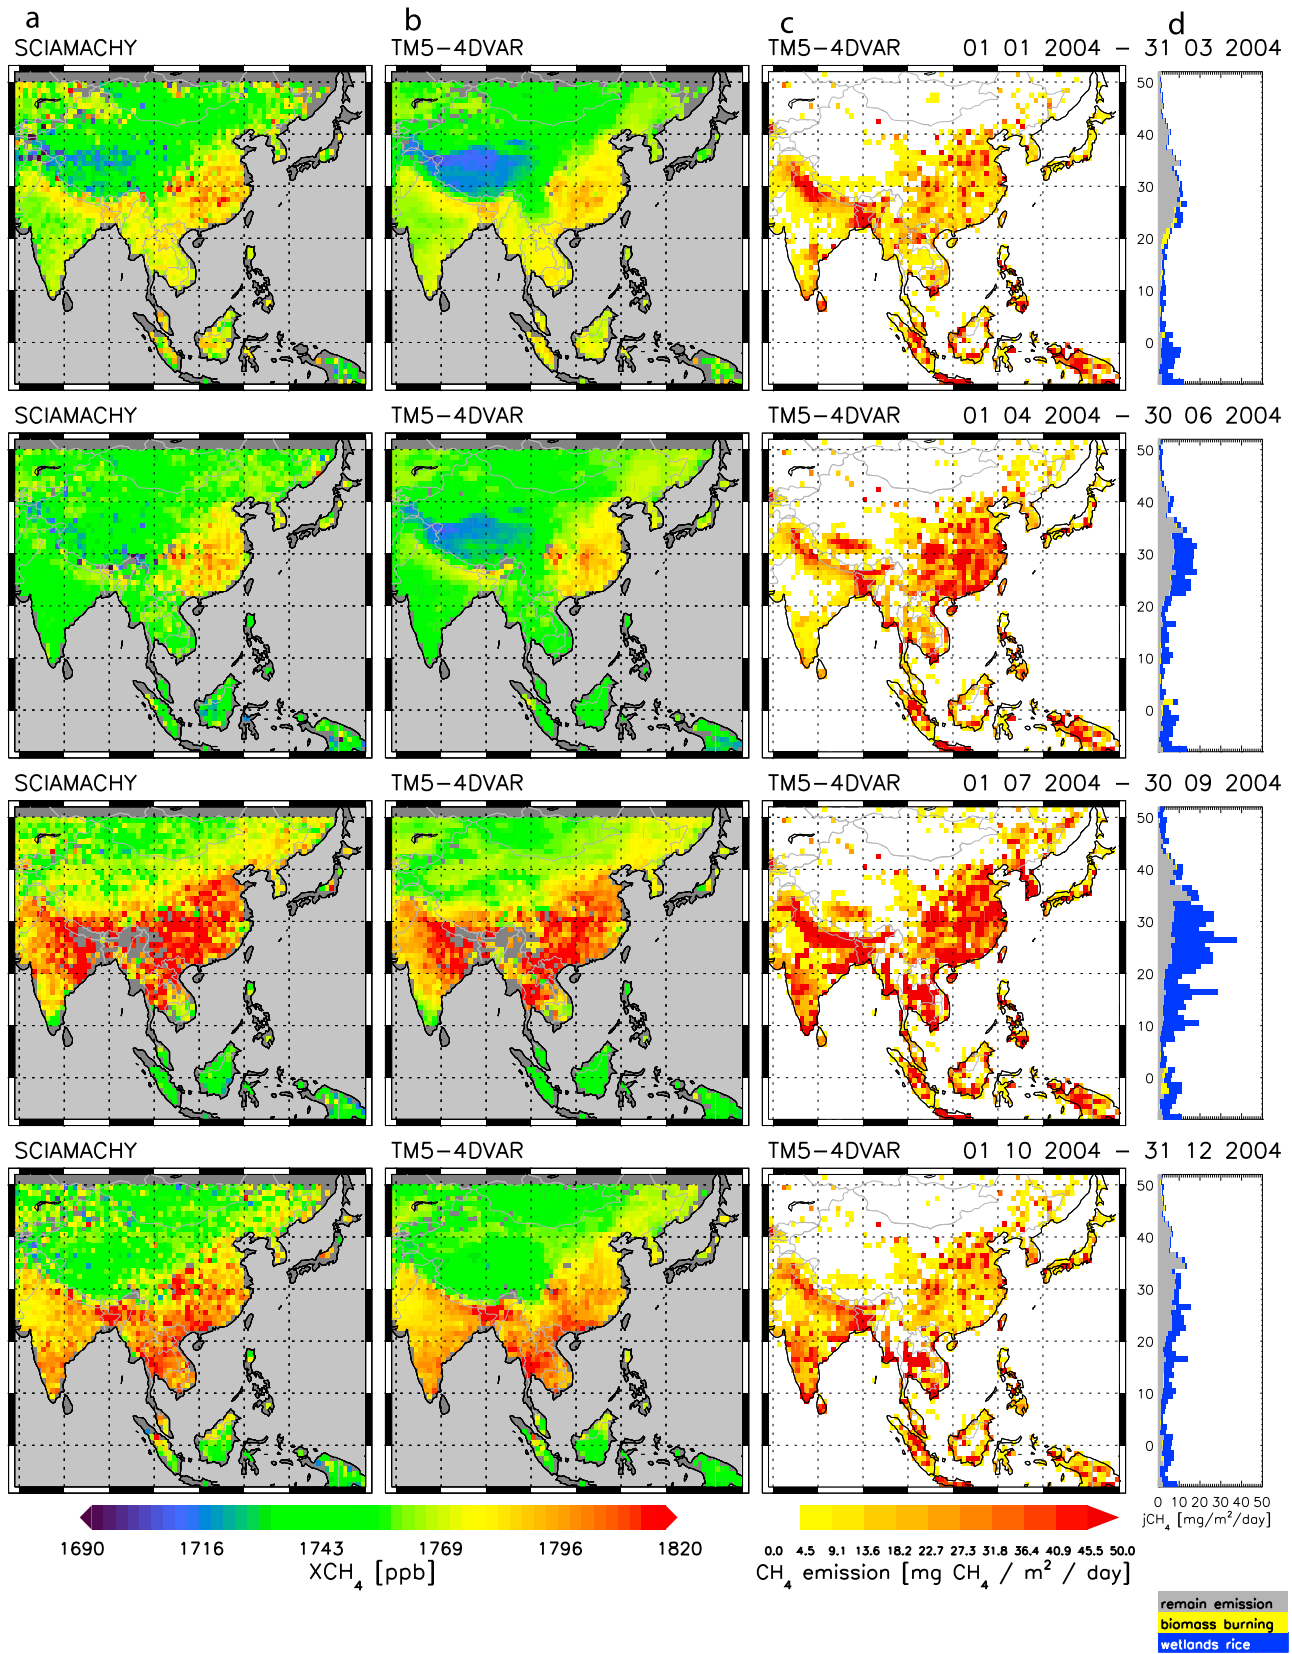 a b c d
SCIAMACHY TM5-4DVAR TM5-4DVAR 01 01 2004 - 31 03 2004
50
40
30
20
10
0
SCIAMACHY TM5-4DVAR TM5-4DVAR 01 04 2004 - 30 06 2004
50
40
30
20
10
0
SCIAMACHY TM5-4DVAR TM5-4DVAR 01 07 2004 - 30 09 2004
50
40
30
20
10
0
SCIAMACHY TM5-4DVAR TM5-4DVAR 01 10 2004 - 31 12 2004
50
40
30
20
10
0
0 10 20 30 40 50
jCH₄ [mg/m²/day]
1690 1716 1743 1769 1796 1820
XCH₄ [ppb]
0.0 4.5 9.1 13.6 18.2 22.7 27.3 31.8 36.4 40.9 45.5 50.0
CH₄ emission [mg CH₄ / m² / day]
remain emission
biomass burning
wetlands rice